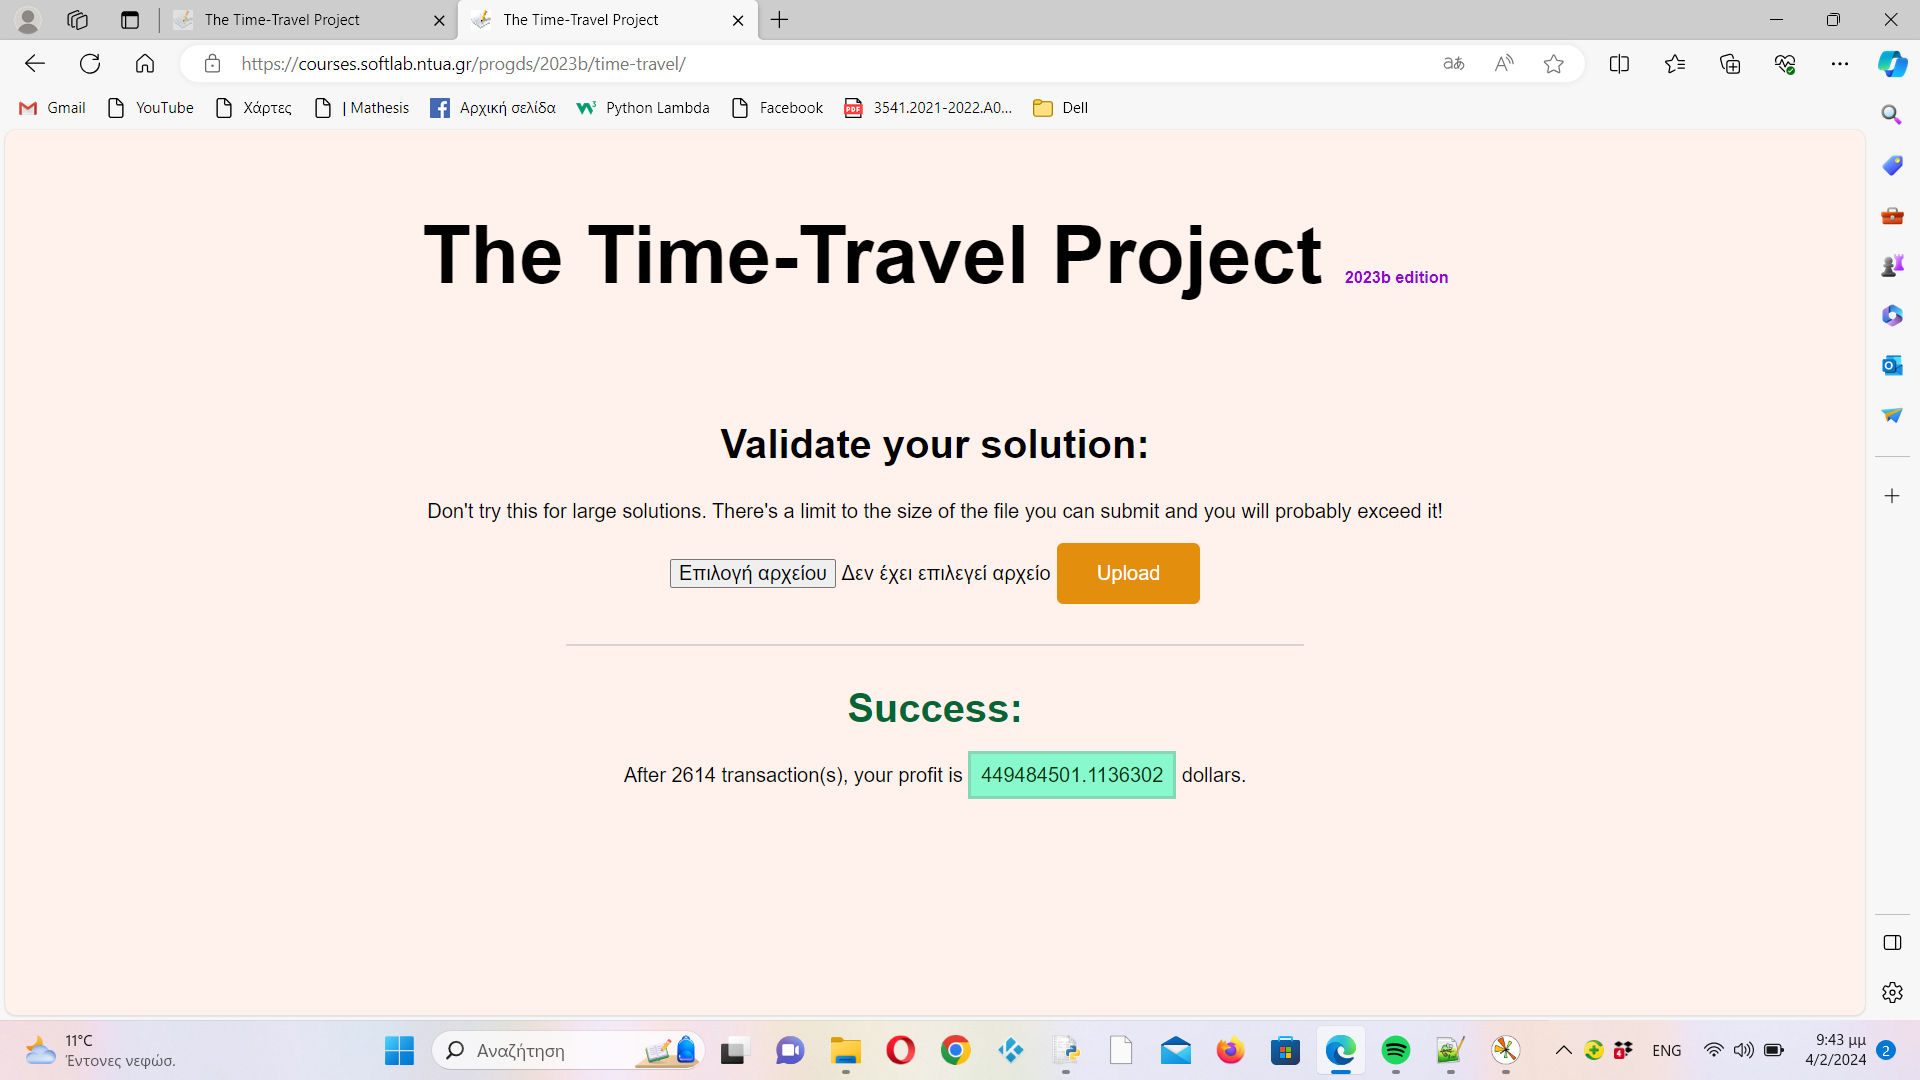 The Time-Travel Project
The Time-Travel Project
https://courses.softlab.ntua.gr/progds/2023b/time-travel/
Gmail YouTube Χάρτες | Mathesis Αρχική σελίδα Python Lambda Facebook 3541.2021-2022.A0... Dell
The Time-Travel Project 2023b edition
Validate your solution:
Don't try this for large solutions. There's a limit to the size of the file you can submit and you will probably exceed it!
Επιλογή αρχείου Δεν έχει επιλεγεί αρχείο Upload
Success:
After 2614 transaction(s), your profit is 449484501.1136302 dollars.
11°C
Έντονες νεφώσ.
Αναζήτηση
ENG
9:43 μμ
4/2/2024
2